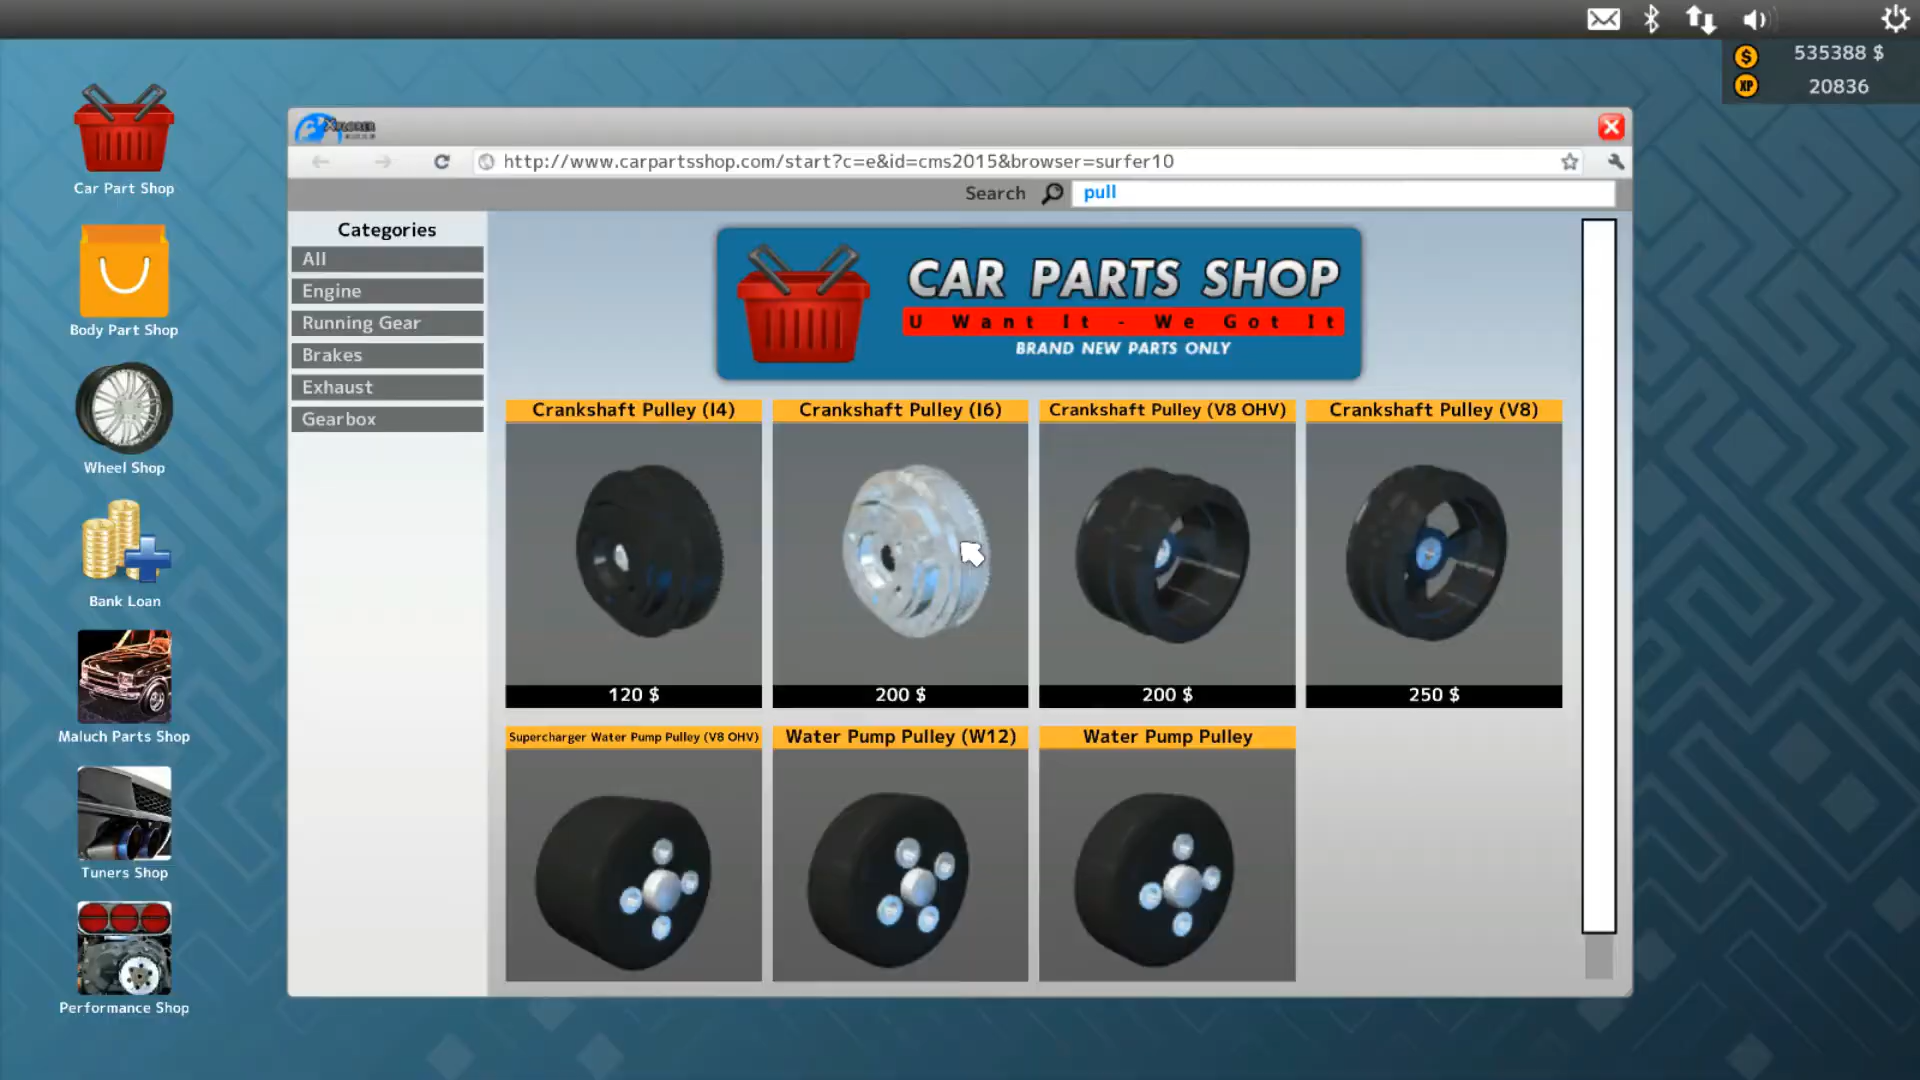 535388 $
XP 20836
Car Part Shop
Body Part Shop
Wheel Shop
Bank Loan
Maluch Parts Shop
Tuners Shop
Performance Shop
http://www.carpartsshop.com/start?c=e&id=cms2015&browser=surfer10
Search pull
Categories
All
Engine
Running Gear
Brakes
Exhaust
Gearbox
CAR PARTS SHOP
U Want It - We Got It
BRAND NEW PARTS ONLY
Crankshaft Pulley (I4)
Crankshaft Pulley (I6)
Crankshaft Pulley (V8 OHV)
Crankshaft Pulley (V8)
120 $
200 $
200 $
250 $
Supercharger Water Pump Pulley (V8 OHV)
Water Pump Pulley (W12)
Water Pump Pulley